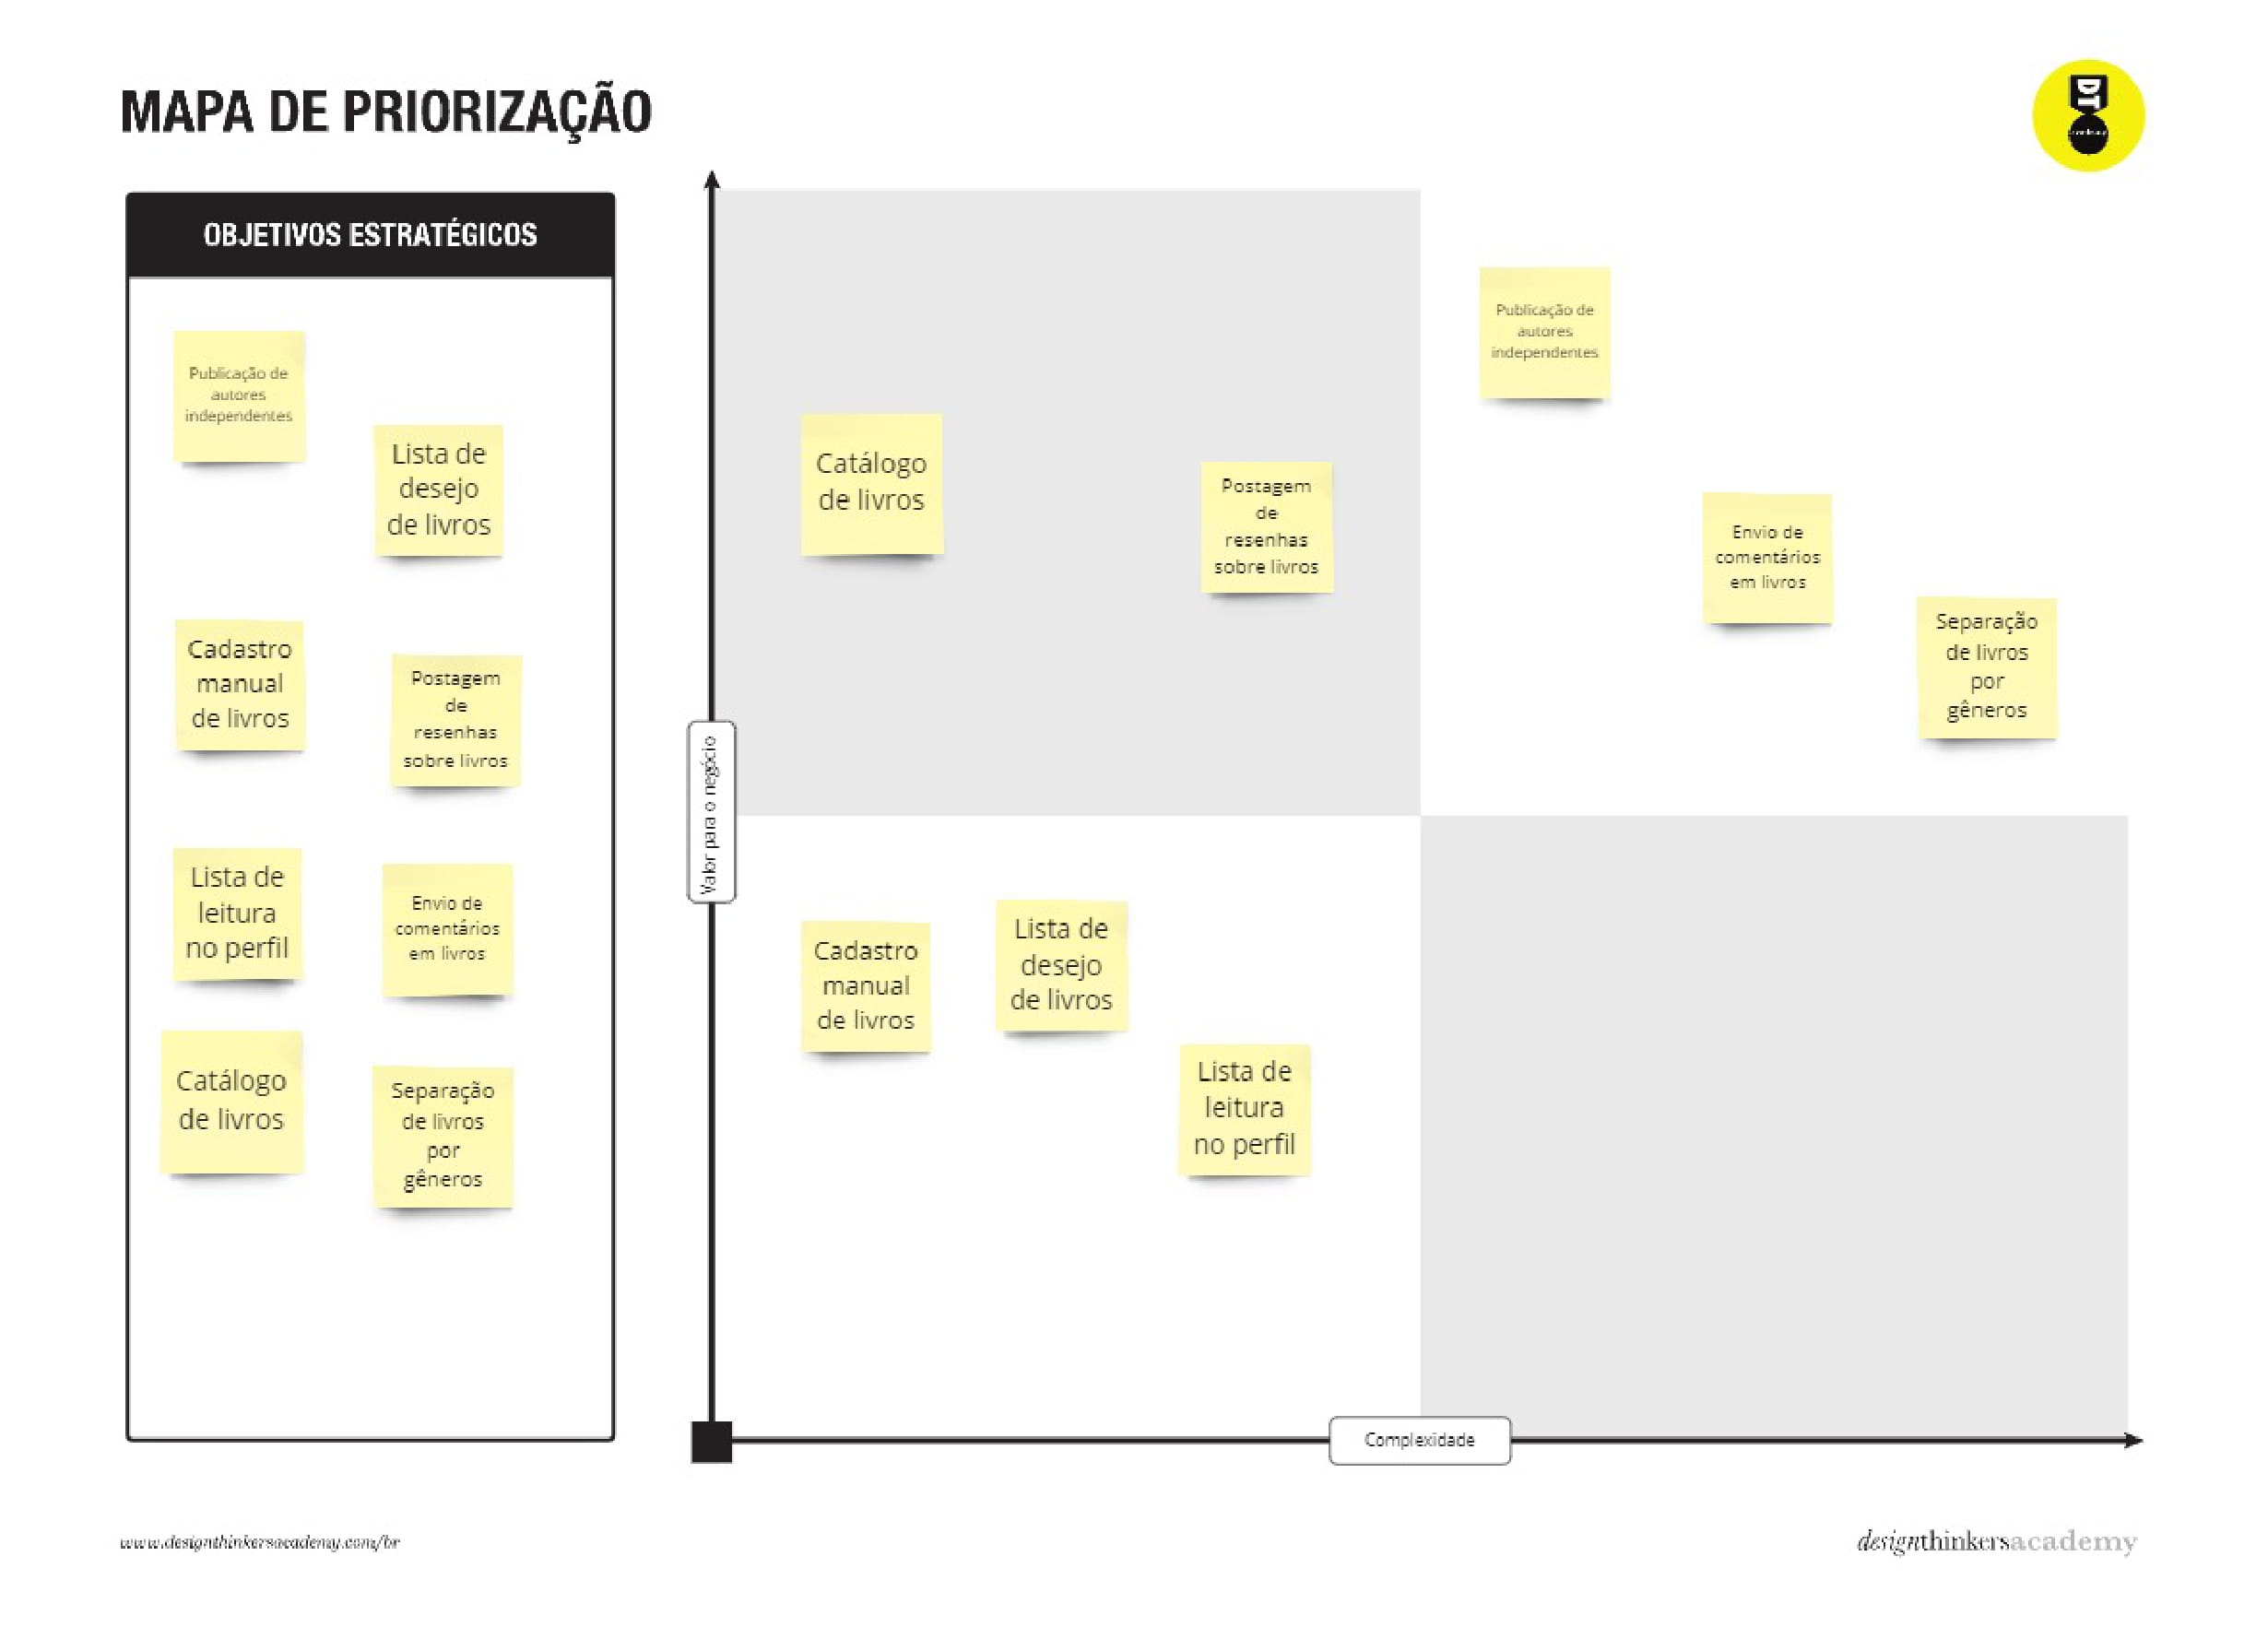 MAPA DE PRIORIZAÇÃO
DT
academy
OBJETIVOS ESTRATÉGICOS
Publicação de
autores
independentes
Lista de
desejo
de livros
Cadastro
manual
de livros
Postagem
de
resenhas
sobre livros
Lista de
leitura
no perfil
Envio de
comentários
em livros
Catálogo
de livros
Separação
de livros
por
gêneros
Valor para o negócio
Publicação de
autores
independentes
Catálogo
de livros
Postagem
de
resenhas
sobre livros
Envio de
comentários
em livros
Separação
de livros
por
gêneros
Cadastro
manual
de livros
Lista de
desejo
de livros
Lista de
leitura
no perfil
Complexidade
www.designthinkersacademy.com/br
designthinkersacademy